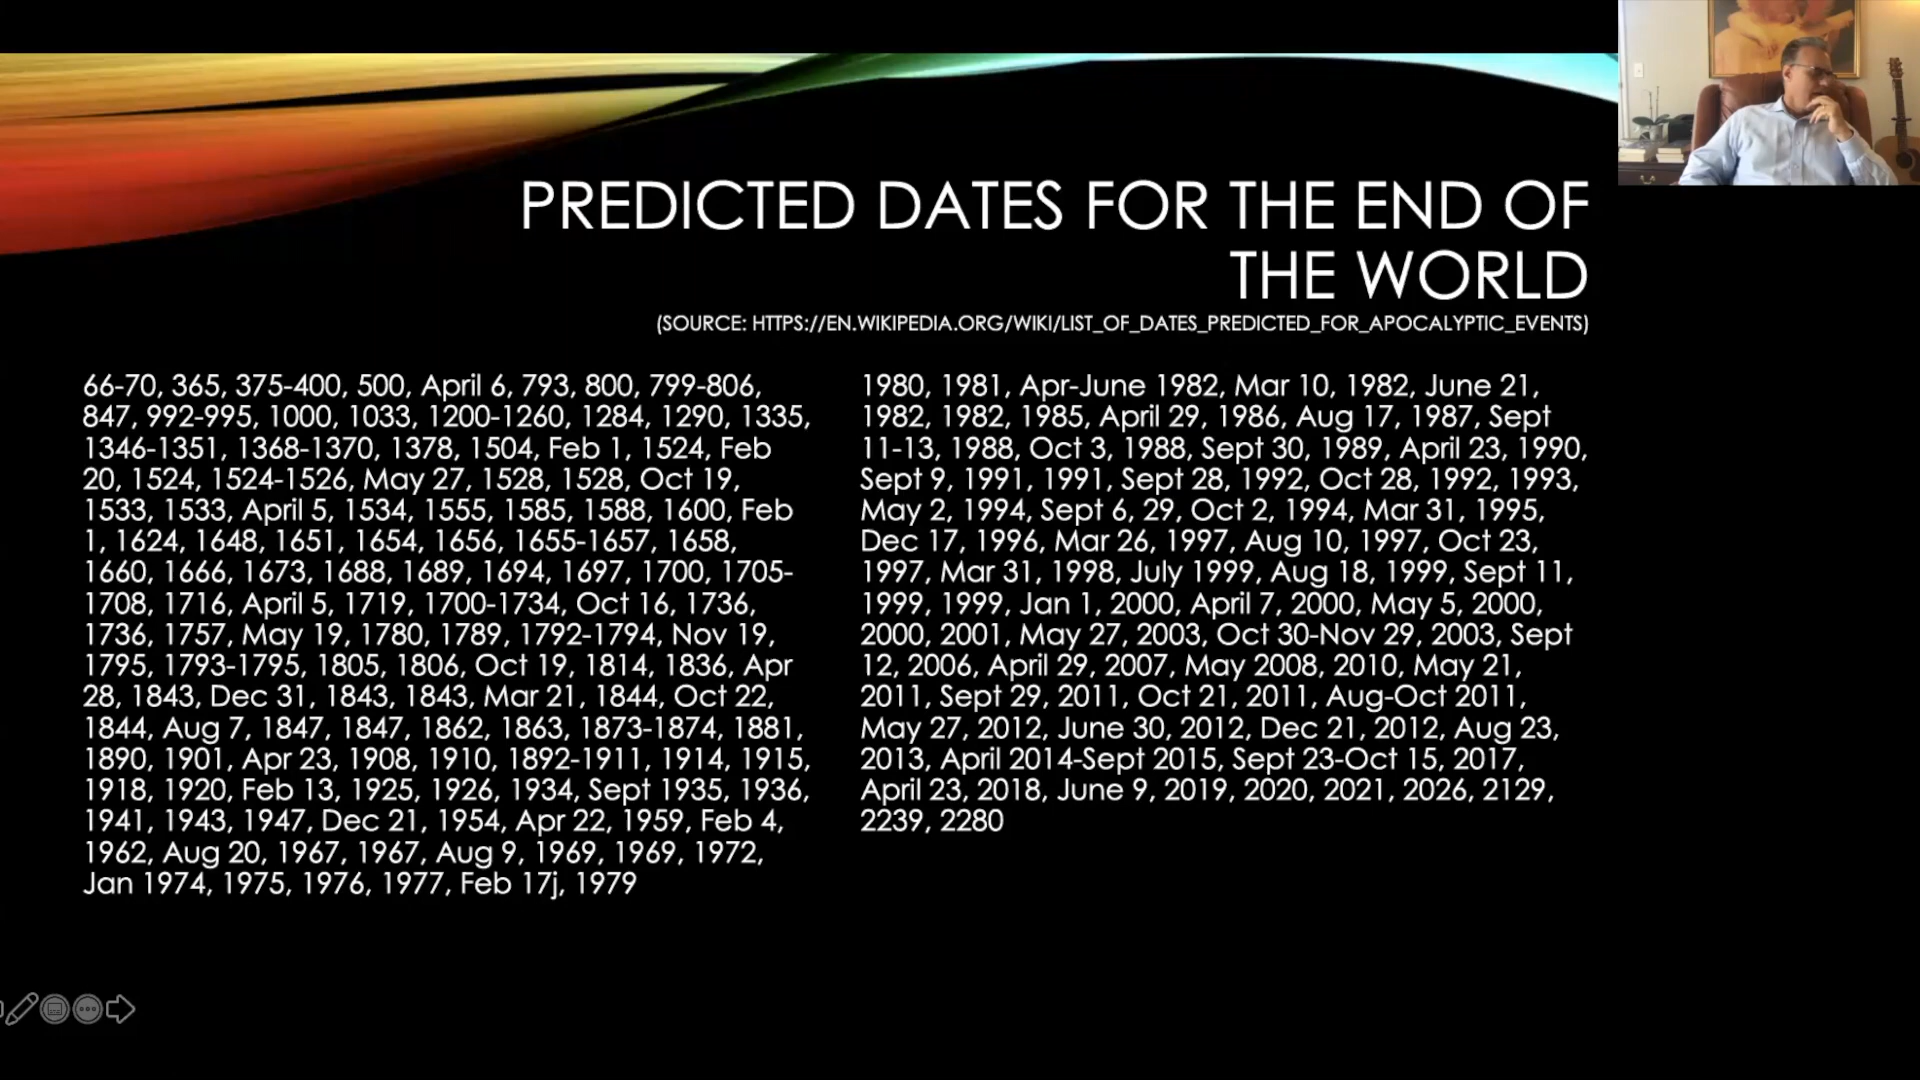 PREDICTED DATES FOR THE END OF
THE WORLD
(SOURCE: HTTPS://EN.WIKIPEDIA.ORG/WIKI/LIST_OF_DATES_PREDICTED_FOR_APOCALYPTIC_EVENTS)
66-70, 365, 375-400, 500, April 6, 793, 800, 799-806,
847, 992-995, 1000, 1033, 1200-1260, 1284, 1290, 1335,
1346-1351, 1368-1370, 1378, 1504, Feb 1, 1524, Feb
20, 1524, 1524-1526, May 27, 1528, 1528, Oct 19,
1533, 1533, April 5, 1534, 1555, 1585, 1588, 1600, Feb
1, 1624, 1648, 1651, 1654, 1656, 1655-1657, 1658,
1660, 1666, 1673, 1688, 1689, 1694, 1697, 1700, 1705-
1708, 1716, April 5, 1719, 1700-1734, Oct 16, 1736,
1736, 1757, May 19, 1780, 1789, 1792-1794, Nov 19,
1795, 1793-1795, 1805, 1806, Oct 19, 1814, 1836, Apr
28, 1843, Dec 31, 1843, 1843, Mar 21, 1844, Oct 22,
1844, Aug 7, 1847, 1847, 1862, 1863, 1873-1874, 1881,
1890, 1901, Apr 23, 1908, 1910, 1892-1911, 1914, 1915,
1918, 1920, Feb 13, 1925, 1926, 1934, Sept 1935, 1936,
1941, 1943, 1947, Dec 21, 1954, Apr 22, 1959, Feb 4,
1962, Aug 20, 1967, 1967, Aug 9, 1969, 1969, 1972,
Jan 1974, 1975, 1976, 1977, Feb 17j, 1979
1980, 1981, Apr-June 1982, Mar 10, 1982, June 21,
1982, 1982, 1985, April 29, 1986, Aug 17, 1987, Sept
11-13, 1988, Oct 3, 1988, Sept 30, 1989, April 23, 1990,
Sept 9, 1991, 1991, Sept 28, 1992, Oct 28, 1992, 1993,
May 2, 1994, Sept 6, 29, Oct 2, 1994, Mar 31, 1995,
Dec 17, 1996, Mar 26, 1997, Aug 10, 1997, Oct 23,
1997, Mar 31, 1998, July 1999, Aug 18, 1999, Sept 11,
1999, 1999, Jan 1, 2000, April 7, 2000, May 5, 2000,
2000, 2001, May 27, 2003, Oct 30-Nov 29, 2003, Sept
12, 2006, April 29, 2007, May 2008, 2010, May 21,
2011, Sept 29, 2011, Oct 21, 2011, Aug-Oct 2011,
May 27, 2012, June 30, 2012, Dec 21, 2012, Aug 23,
2013, April 2014-Sept 2015, Sept 23-Oct 15, 2017,
April 23, 2018, June 9, 2019, 2020, 2021, 2026, 2129,
2239, 2280